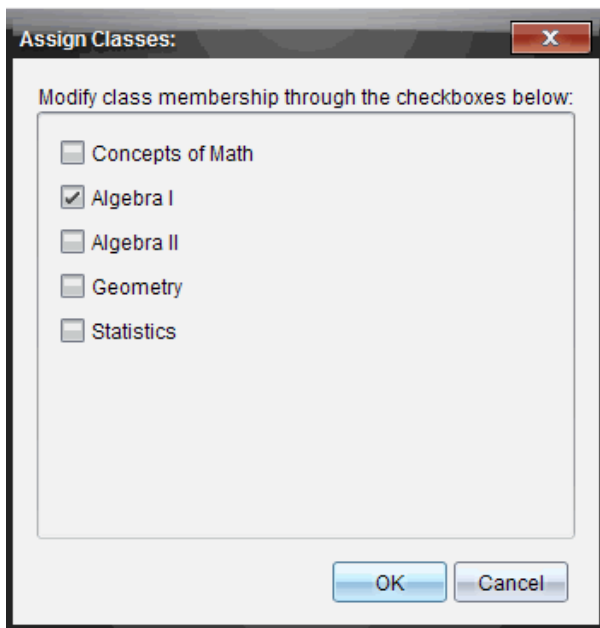 Assign Classes:
Modify class membership through the checkboxes below:
Concepts of Math
Algebra I
Algebra II
Geometry
Statistics
OK Cancel